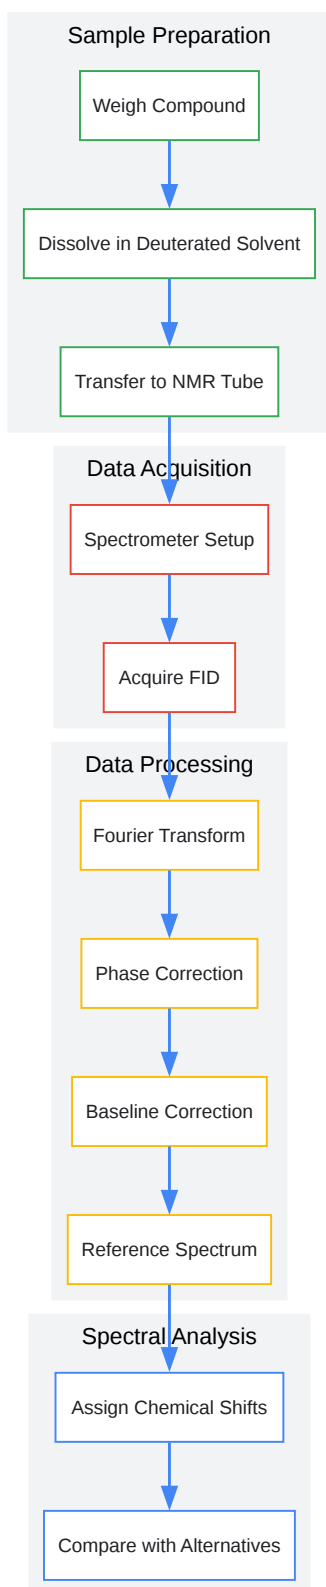 Sample Preparation
Weigh Compound
Dissolve in Deuterated Solvent
Transfer to NMR Tube
Data Acquisition
Spectrometer Setup
Acquire FID
Data Processing
Fourier Transform
Phase Correction
Baseline Correction
Reference Spectrum
Spectral Analysis
Assign Chemical Shifts
Compare with Alternatives